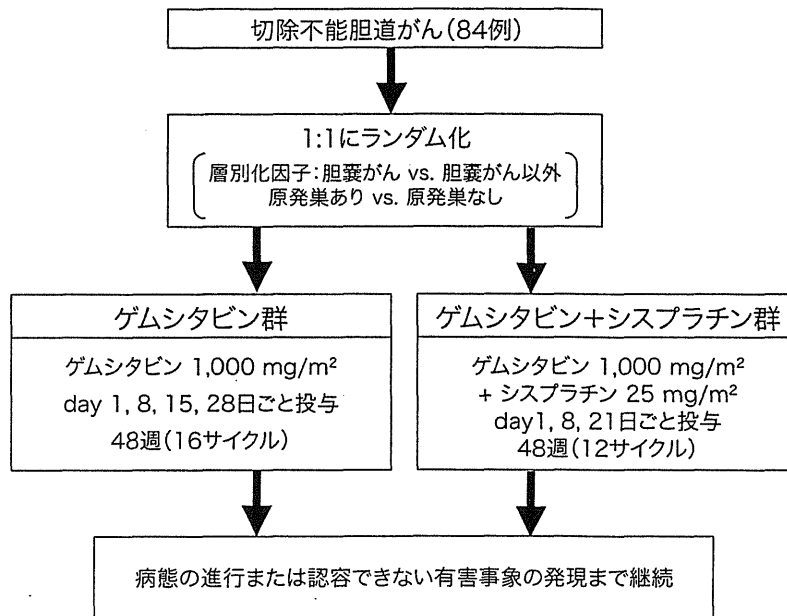 切除不能胆道がん(84例)
1:1にランダム化
層別化因子:胆嚢がん vs. 胆嚢がん以外
原発巣あり vs. 原発巣なし
ゲムシタビン群
ゲムシタビン 1,000 mg/m²
day 1, 8, 15, 28日ごと投与
48週(16サイクル)
ゲムシタビン+シスプラチン群
ゲムシタビン 1,000 mg/m²
+ シスプラチン 25 mg/m²
day1, 8, 21日ごと投与
48週(12サイクル)
病態の進行または認容できない有害事象の発現まで継続